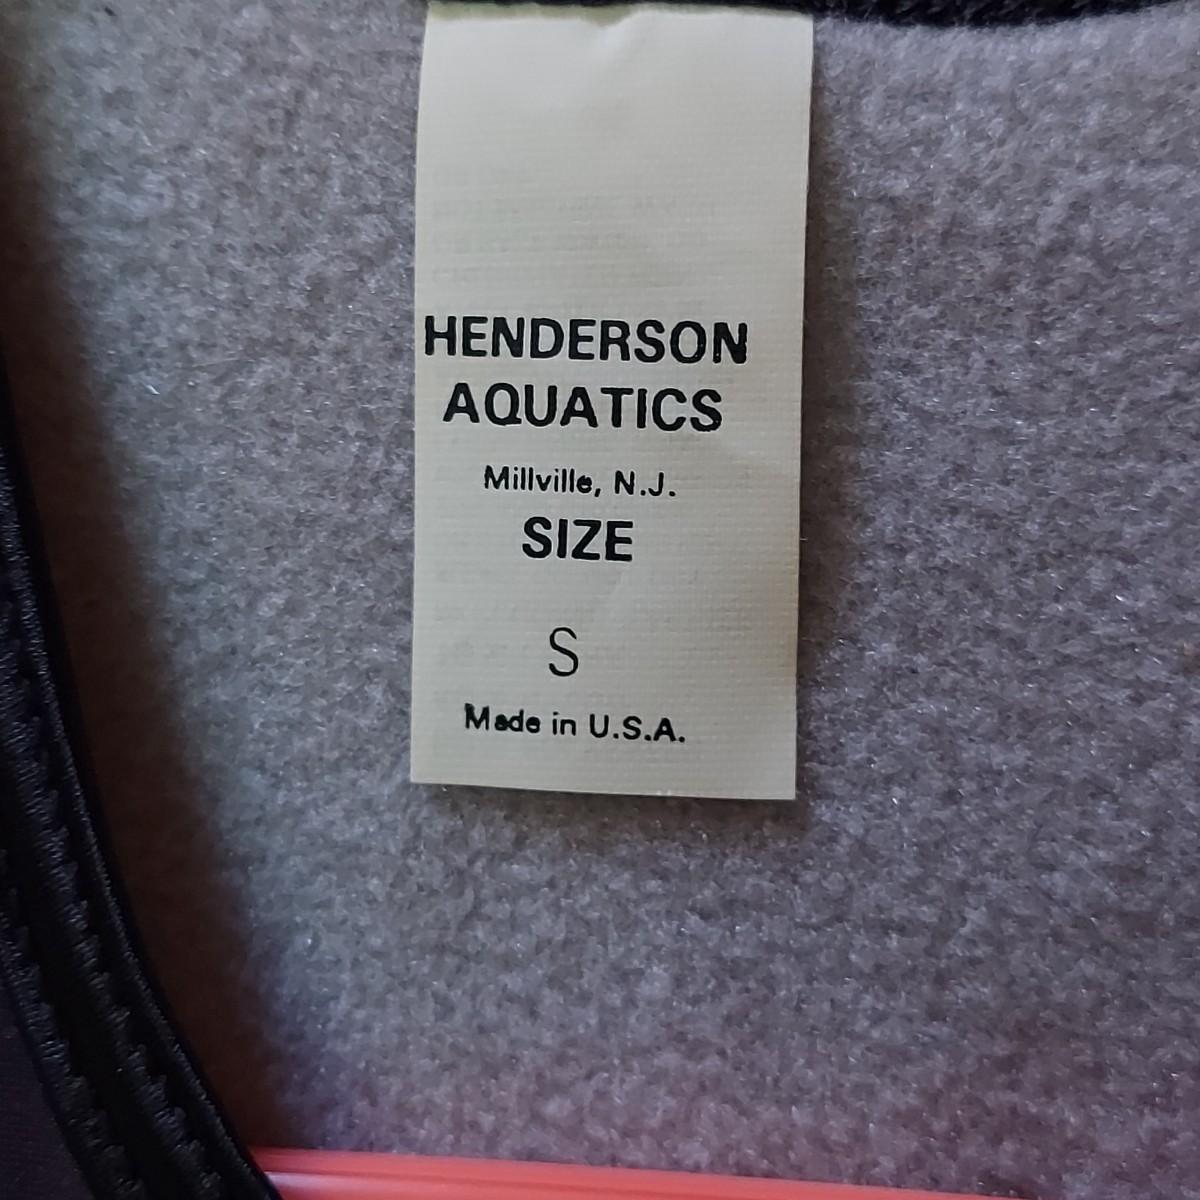 HENDERSON
AQUATICS
Millville, N.J.
SIZE
S
Made in U.S.A.